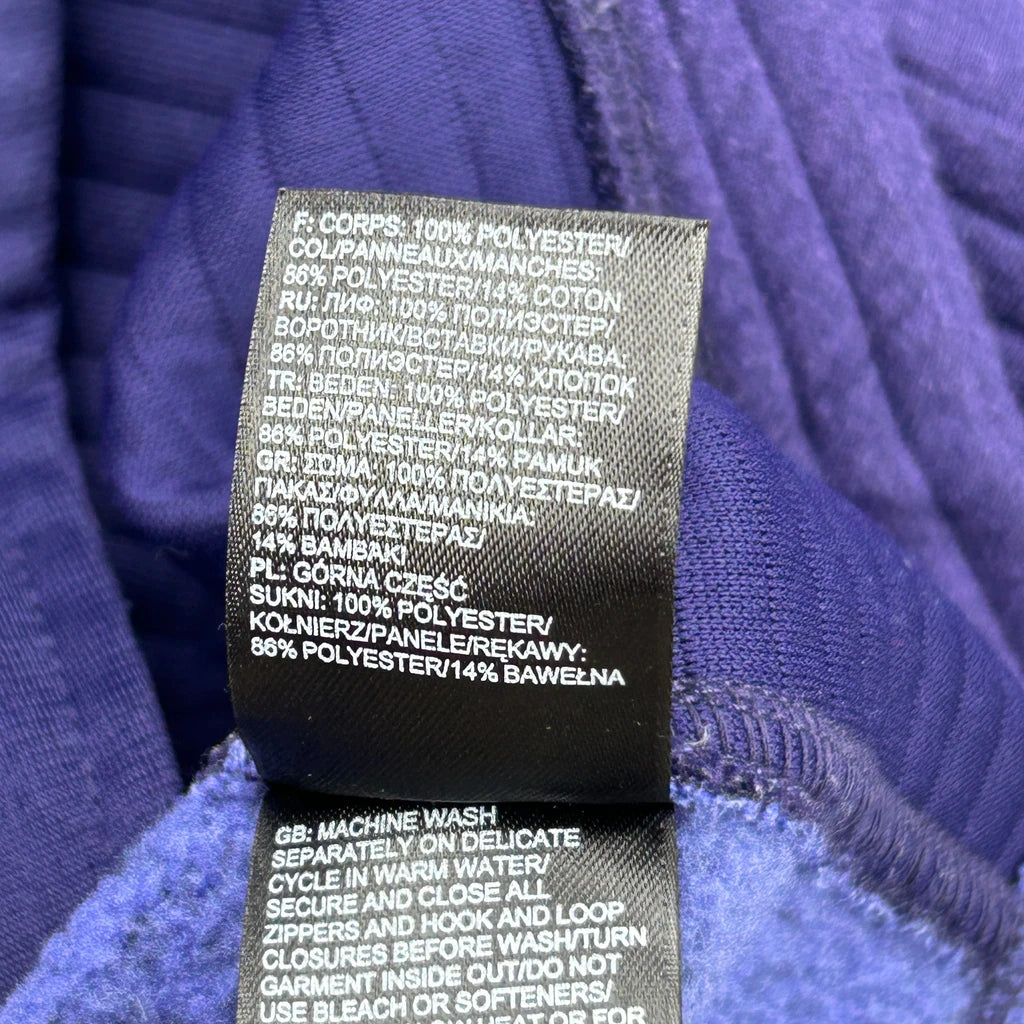 F: CORPS: 100% POLYESTER/
COL/PANNEAUX/MANCHES:
86% POLYESTER/14% COTON
RU: ЛИФ: 100% ПОЛИЭСТЕР/
ВОРОТНИК/ВСТАВКИ/РУКАВА:
86% ПОЛИЭСТЕР/14% ХЛОПОК
TR: BEDEN: 100% POLYESTER/
BEDEN/PANELLER/KOLLAR:
86% POLYESTER/14% PAMUK
GR: ΣΩΜΑ: 100% ΠΟΛΥΕΣΤΕΡΑΣ/
ΓΙΑΚΑΣ/ΦΥΛΛΑ/ΜΑΝΙΚΙΑ:
86% ΠΟΛΥΕΣΤΕΡΑΣ/
14% ΒΑΜΒΑΚΙ
PL: GÓRNA CZĘŚĆ
SUKNI: 100% POLYESTER/
KOŁNIERZ/PANELE/RĘKAWY:
86% POLYESTER/14% BAWEŁNA
GB: MACHINE WASH
SEPARATELY ON DELICATE
CYCLE IN WARM WATER/
SECURE AND CLOSE ALL
ZIPPERS AND HOOK AND LOOP
CLOSURES BEFORE WASH/TURN
GARMENT INSIDE OUT/DO NOT
USE BLEACH OR SOFTENERS/
HEAT OR FOR